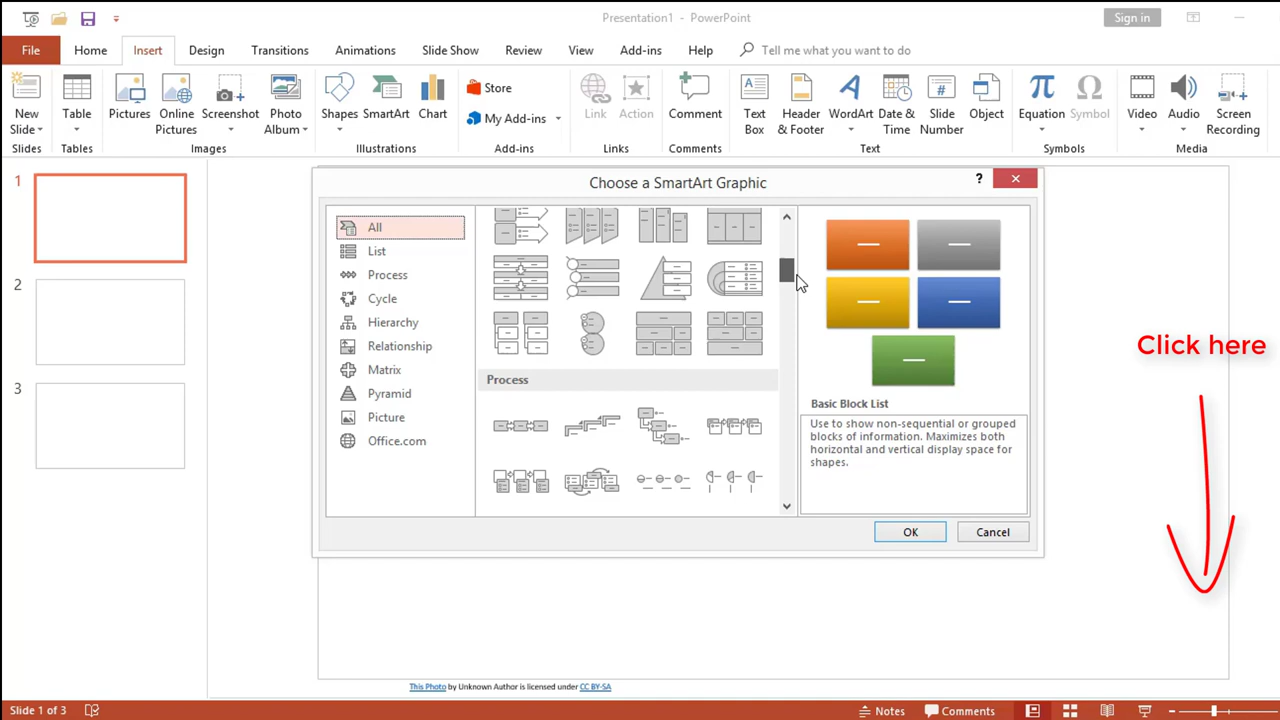 Presentation1 - PowerPoint
Sign in
File Home Insert Design Transitions Animations Slide Show Review View Add-ins Help Tell me what you want to do
New Slide
Table
Pictures
Online Pictures
Screenshot
Photo Album
Shapes
SmartArt
Chart
Store
My Add-ins
Link
Action
Comment
Text Box
Header & Footer
WordArt
Date & Time
Slide Number
Object
Equation
Symbol
Video
Audio
Screen Recording
Slides Tables Images Illustrations Add-ins Links Comments Text Symbols Media
1
2
3
Choose a SmartArt Graphic
?
All
List
Process
Cycle
Hierarchy
Relationship
Matrix
Pyramid
Picture
Office.com
Process
Basic Block List
Use to show non-sequential or grouped
blocks of information. Maximizes both
horizontal and vertical display space for
shapes.
OK
Cancel
Click here
This Photo by Unknown Author is licensed under CC BY-SA
Slide 1 of 3
Notes
Comments